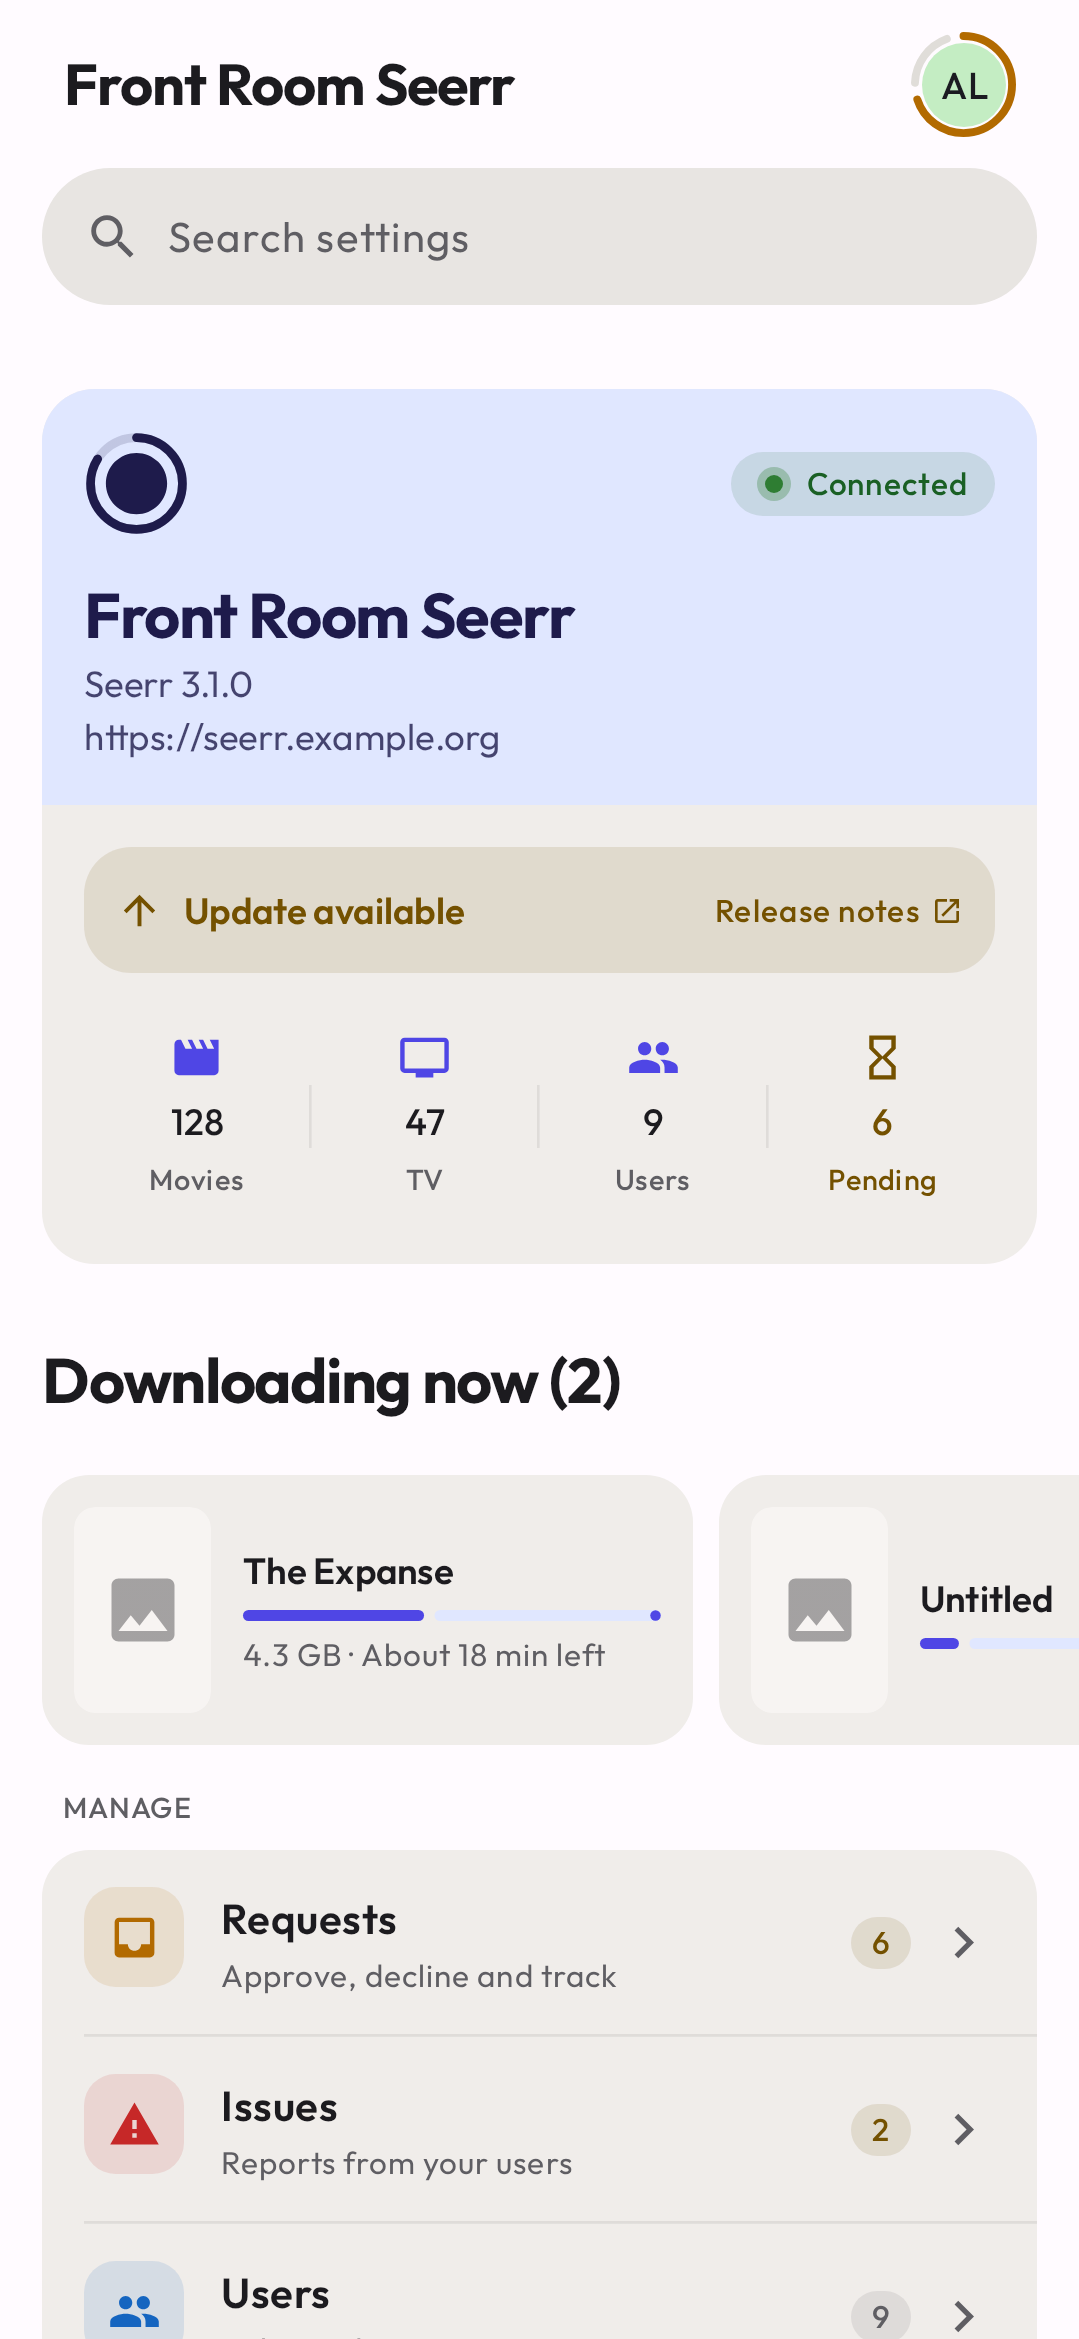 Front Room Seerr
AL
Search settings
Connected
Front Room Seerr
Seerr 3.1.0
https://seerr.example.org
Update available
Release notes
128
47
9
6
Movies
TV
Users
Pending
Downloading now (2)
The Expanse
4.3 GB · About 18 min left
Untitled
MANAGE
Requests
Approve, decline and track
6
Issues
Reports from your users
2
Users
9